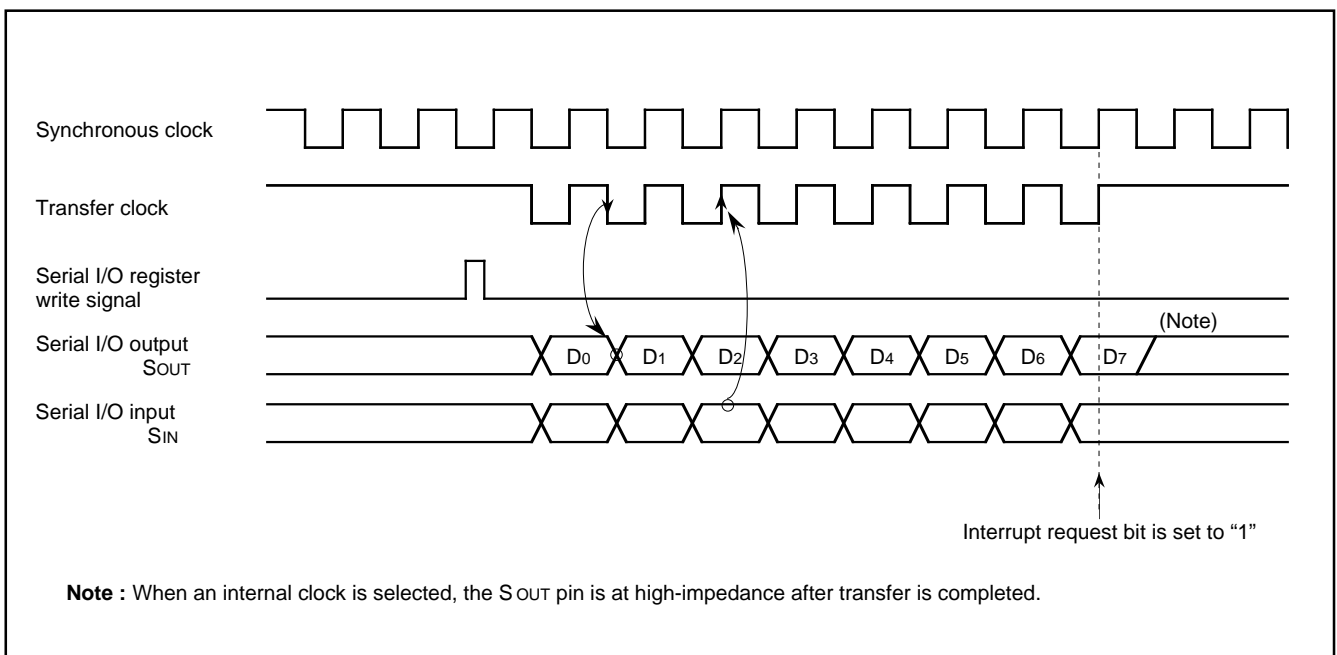 Synchronous clock
Transfer clock
Serial I/O register
write signal
(Note)
Serial I/O output
SOUT
D0 D1 D2 D3 D4 D5 D6 D7
Serial I/O input
SIN
Interrupt request bit is set to “1”
Note : When an internal clock is selected, the SOUT pin is at high-impedance after transfer is completed.